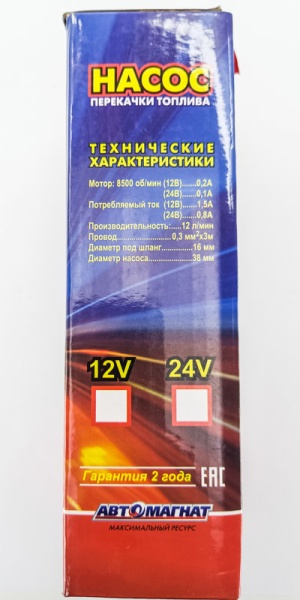 НАСОС
ПЕРЕКАЧКИ ТОПЛИВА
ТЕХНИЧЕСКИЕ
ХАРАКТЕРИСТИКИ
Мотор: 8500 об/мин (12В).......0,2А
(24В).......0,1А
Потребляемый ток (12В).......1,5А
(24В).......0,8А
Производительность:.....12 л/мин
Провод.........................0,3 мм²х3м
Диаметр под шланг..............16 мм
Диаметр насоса....................38 мм
12V 24V
Гарантия 2 года
EAC
АВТОМАГНАТ
МАКСИМАЛЬНЫЙ РЕСУРС